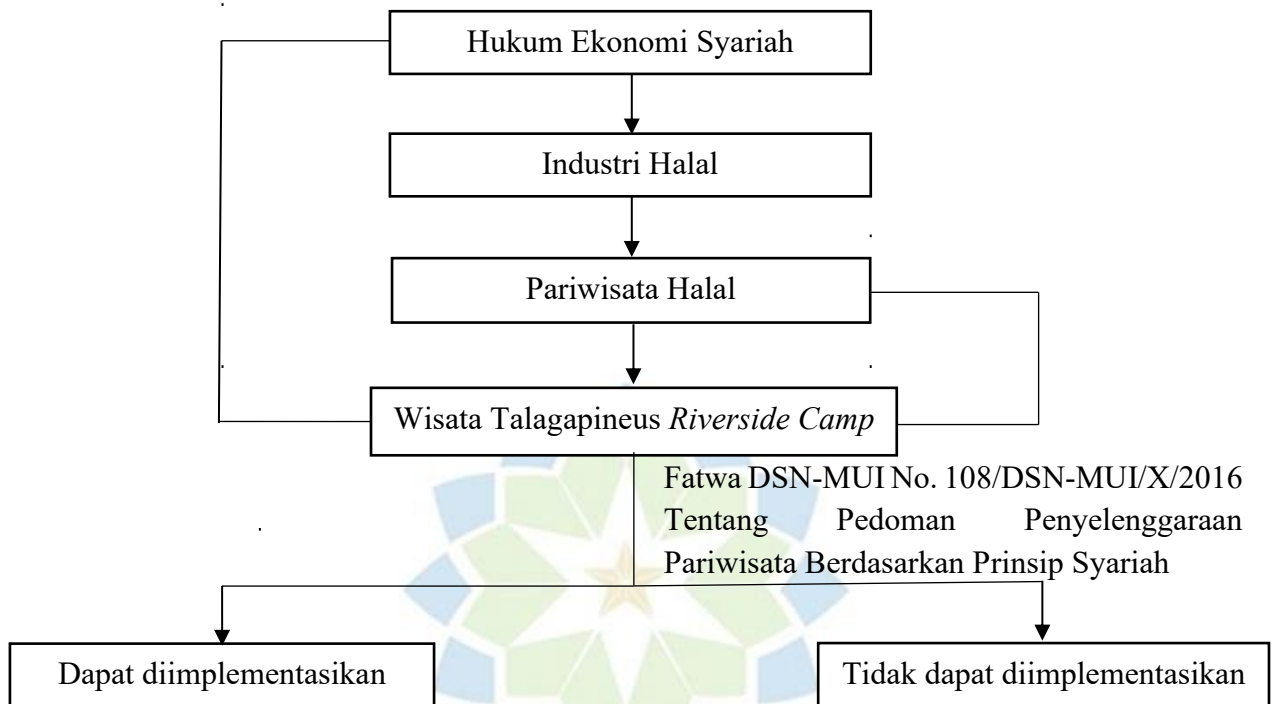 Hukum Ekonomi Syariah
Industri Halal
Pariwisata Halal
Wisata Talagapineus Riverside Camp
Fatwa DSN-MUI No. 108/DSN-MUI/X/2016
Tentang Pedoman Penyelenggaraan
Pariwisata Berdasarkan Prinsip Syariah
Dapat diimplementasikan
Tidak dapat diimplementasikan